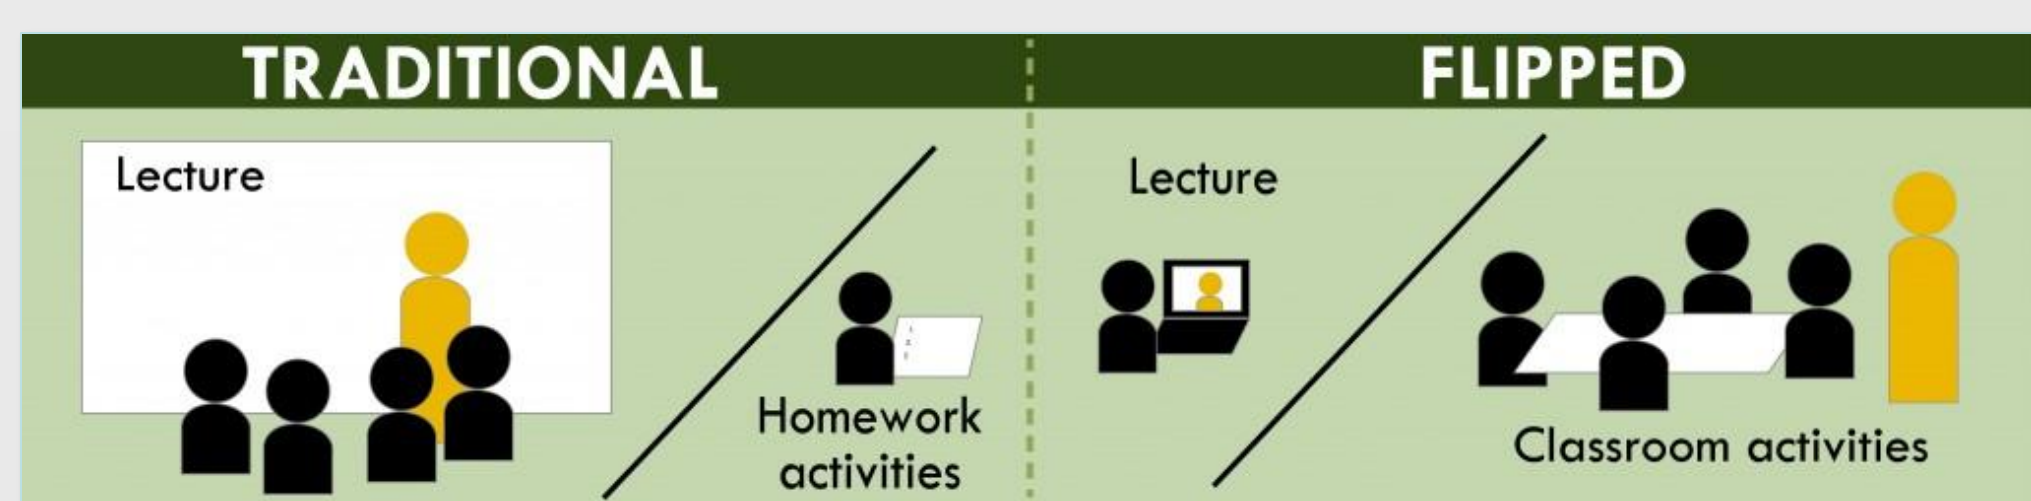 TRADITIONAL
Lecture
Homework
activities
FLIPPED
Lecture
Classroom activities